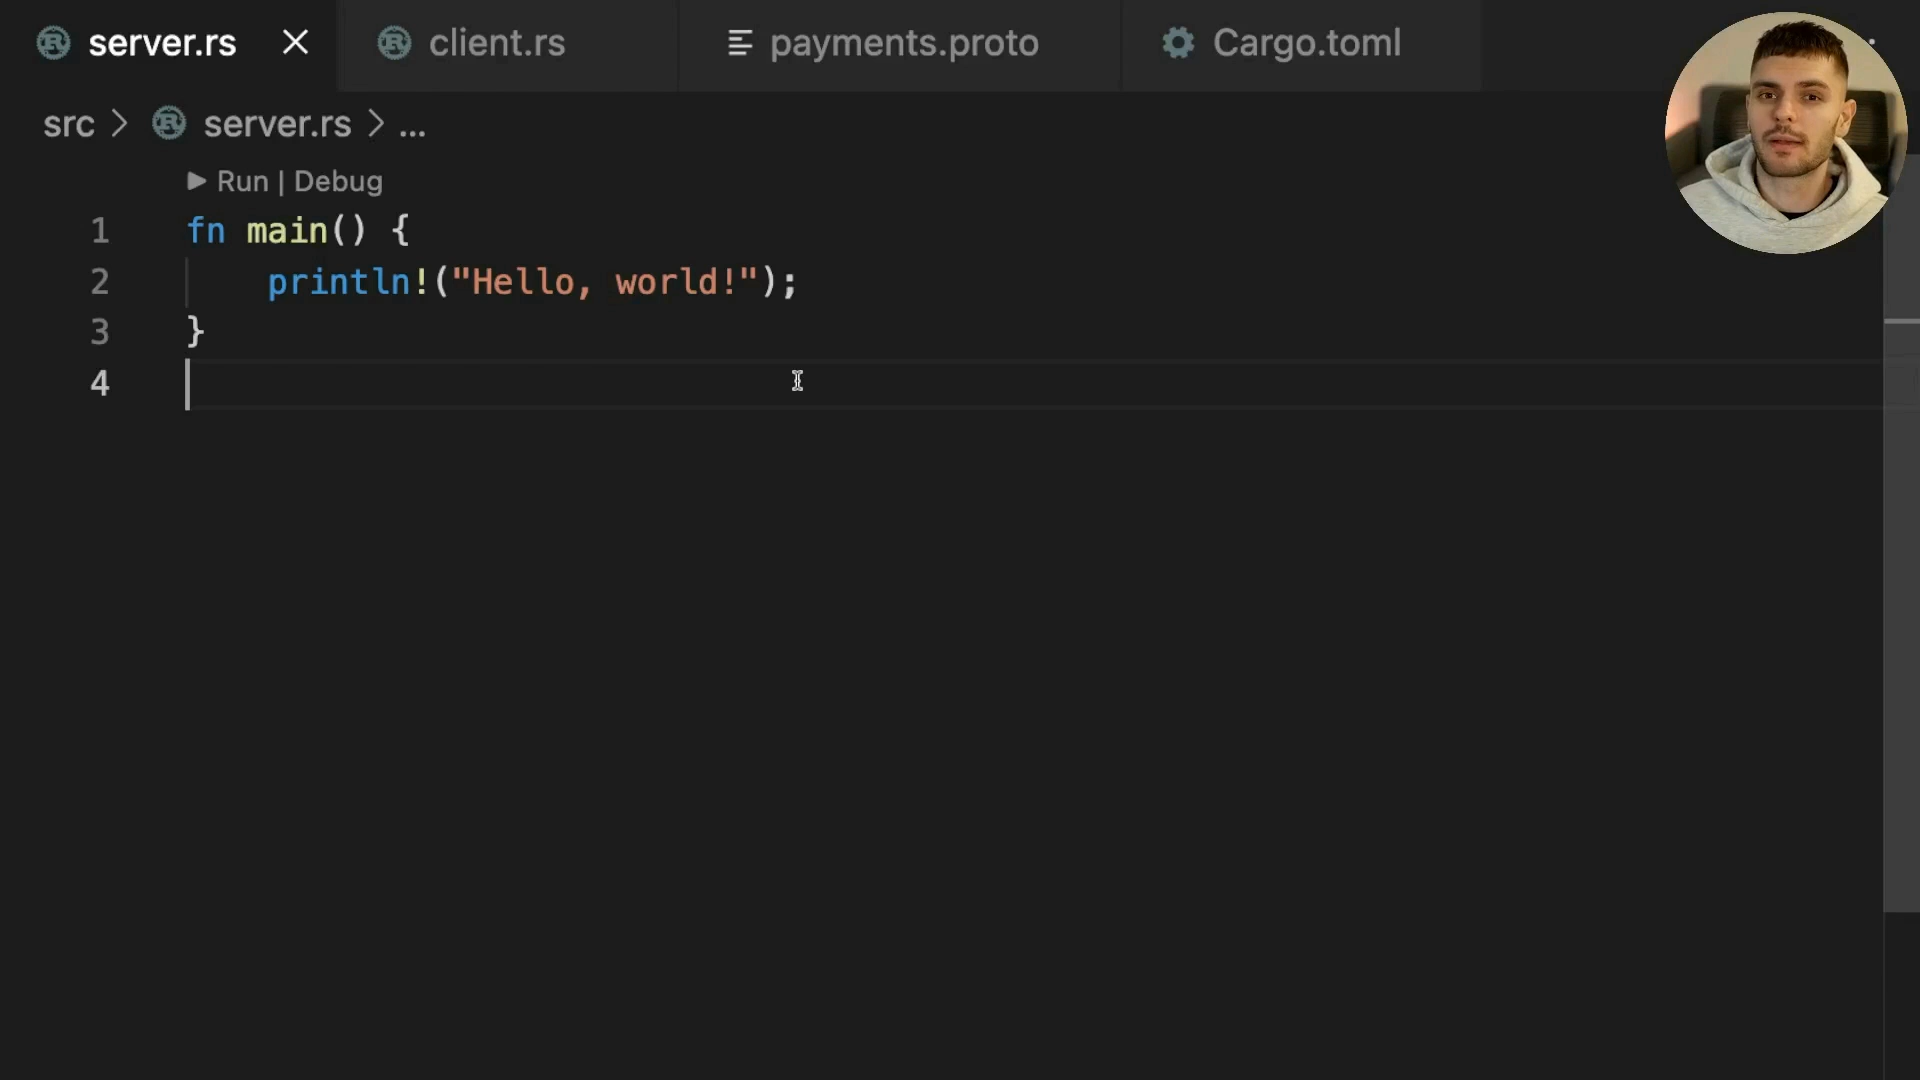 server.rs client.rs payments.proto Cargo.toml
src > server.rs > ...
Run | Debug
1 fn main() {
2 println!("Hello, world!");
3 }
4